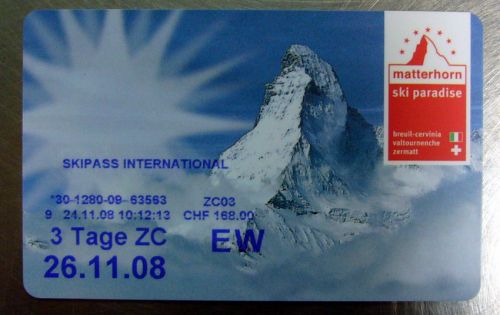 matterhorn
ski paradise
breuil-cervinia
valtournenche
zermatt
SKIPASS INTERNATIONAL
*30-1280-09- 63563 ZC03
9 24.11.08 10:12:13 CHF 168.00
3 Tage ZC EW
26.11.08